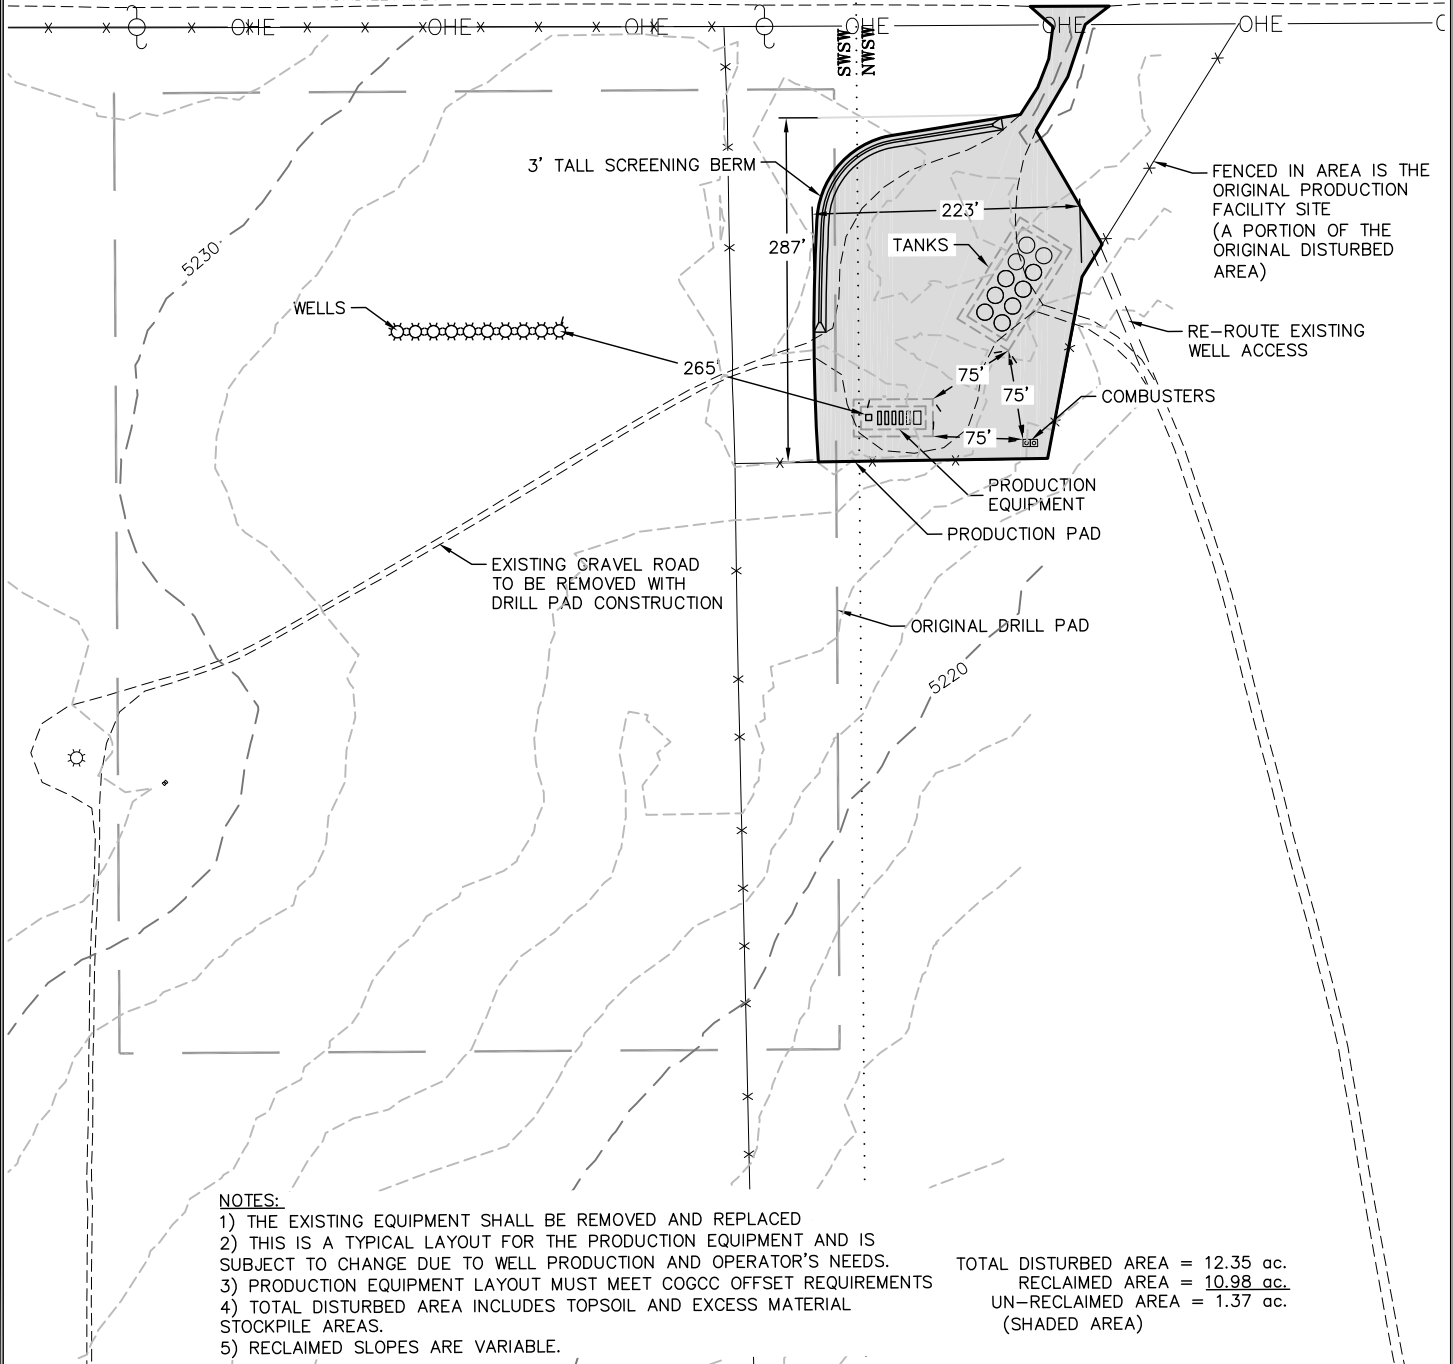 OHE OHE OHE OHE OHE OHE
SWSW
NWSW
3' TALL SCREENING BERM
FENCED IN AREA IS THE
ORIGINAL PRODUCTION
FACILITY SITE
(A PORTION OF THE
ORIGINAL DISTURBED
AREA)
223'
287'
TANKS
5230
WELLS
RE-ROUTE EXISTING
WELL ACCESS
265'
75'
75'
COMBUSTERS
75'
PRODUCTION
EQUIPMENT
PRODUCTION PAD
EXISTING GRAVEL ROAD
TO BE REMOVED WITH
DRILL PAD CONSTRUCTION
ORIGINAL DRILL PAD
5220
NOTES:
1) THE EXISTING EQUIPMENT SHALL BE REMOVED AND REPLACED
2) THIS IS A TYPICAL LAYOUT FOR THE PRODUCTION EQUIPMENT AND IS
SUBJECT TO CHANGE DUE TO WELL PRODUCTION AND OPERATOR'S NEEDS.
3) PRODUCTION EQUIPMENT LAYOUT MUST MEET COGCC OFFSET REQUIREMENTS
4) TOTAL DISTURBED AREA INCLUDES TOPSOIL AND EXCESS MATERIAL
STOCKPILE AREAS.
5) RECLAIMED SLOPES ARE VARIABLE.
TOTAL DISTURBED AREA = 12.35 ac.
RECLAIMED AREA = 10.98 ac.
UN-RECLAIMED AREA = 1.37 ac.
(SHADED AREA)